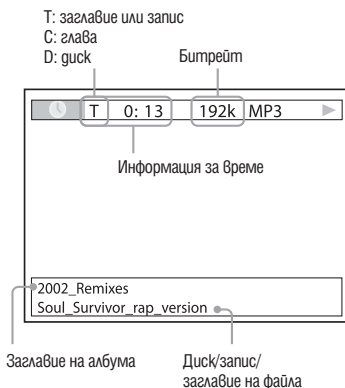 T: заглавие или запис
C: глава
D: диск
Битрейт
T 0: 13 192k MP3
Информация за време
2002_Remixes
Soul_Survivor_rap_version
Заглавие на албума
Диск/запис/
заглавие на файла